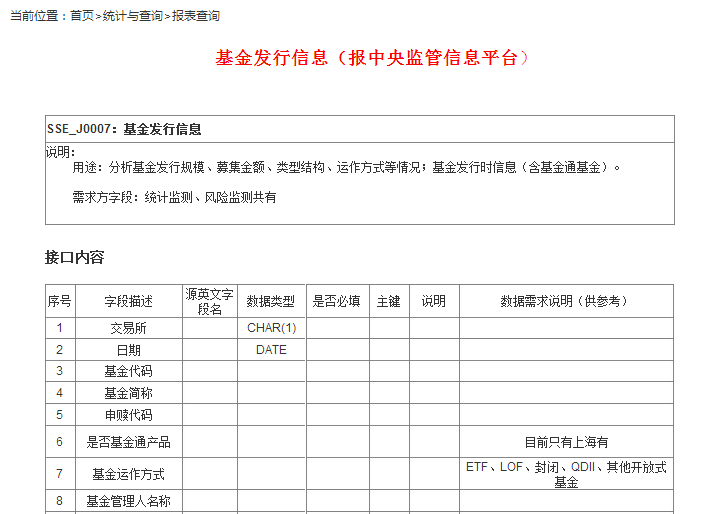 当前位置：首页>统计与查询>报表查询
基金发行信息（报中央监管信息平台）
SSE_J0007：基金发行信息
说明：
用途：分析基金发行规模、募集金额、类型结构、运作方式等情况；基金发行时信息（含基金通基金）。
需求方字段：统计监测、风险监测共有
接口内容
序号 字段描述 源英文字段名 数据类型 是否必填 主键 说明 数据需求说明（供参考）
1 交易所 CHAR(1)
2 日期 DATE
3 基金代码
4 基金简称
5 申赎代码
6 是否基金通产品 目前只有上海有
7 基金运作方式 ETF、LOF、封闭、QDII、其他开放式基金
8 基金管理人名称